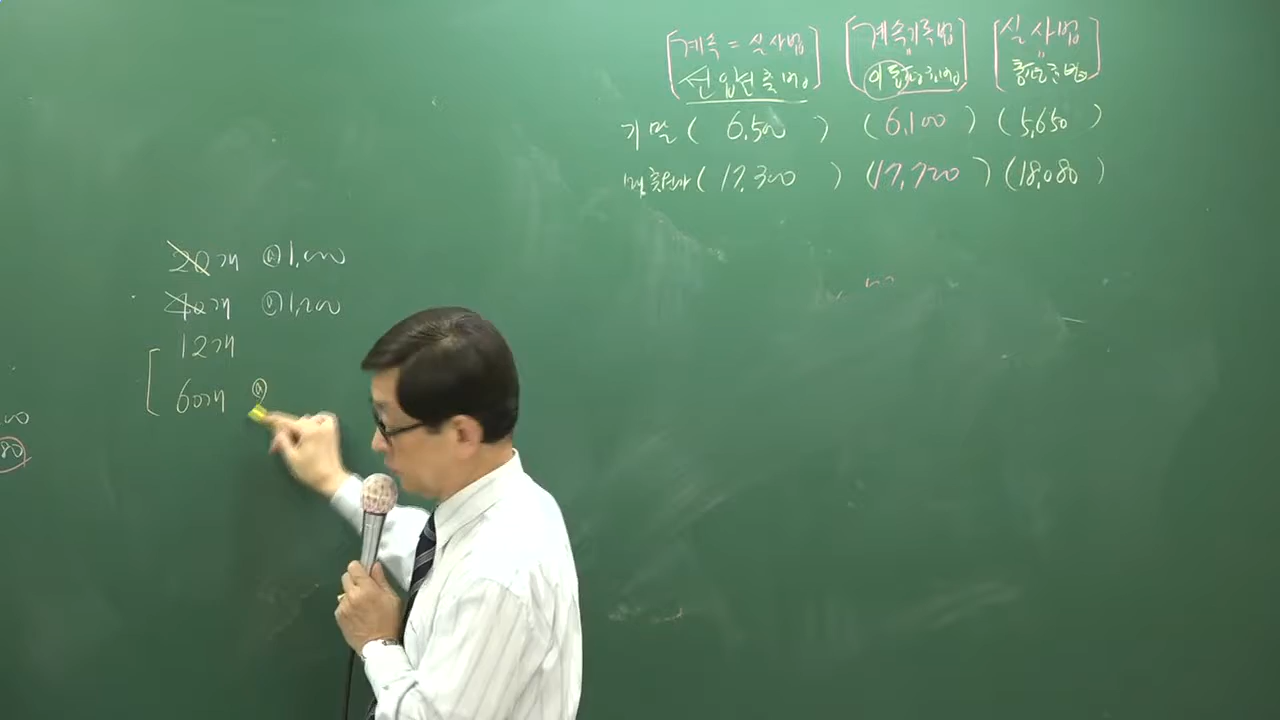 [계속 = 실사법] [계속기록법] [실사법]
선입선출법 이동평균법 총평균법
기말 ( 6,500 ) ( 6,100 ) ( 5,650 )
매출원가 ( 17,300 ) ( 17,720 ) ( 18,080 )
20개 @1,000
40개 @1,200
12개
60개 @
80